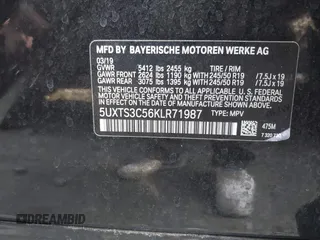 MFD BY BAYERISCHE MOTOREN WERKE AG
03/19
GVWR 5412 lbs 2455 kg TIRE / RIM
GAWR FRONT 2624 lbs 1190 kg WITH 245/50 R19 / 7.5J x 19
GAWR REAR 3075 lbs 1395 kg WITH 245/50 R19 / 7.5J x 19
THIS VEHICLE CONFORMS TO ALL APPLICABLE U.S. FEDERAL
MOTOR VEHICLE SAFETY AND THEFT PREVENTION
STANDARDS IN EFFECT ON THE DATE OF MANUFACTURE
SHOWN ABOVE.
5UXTS3C56KLR71987 TYPE: MPV
475M
DREAMBID